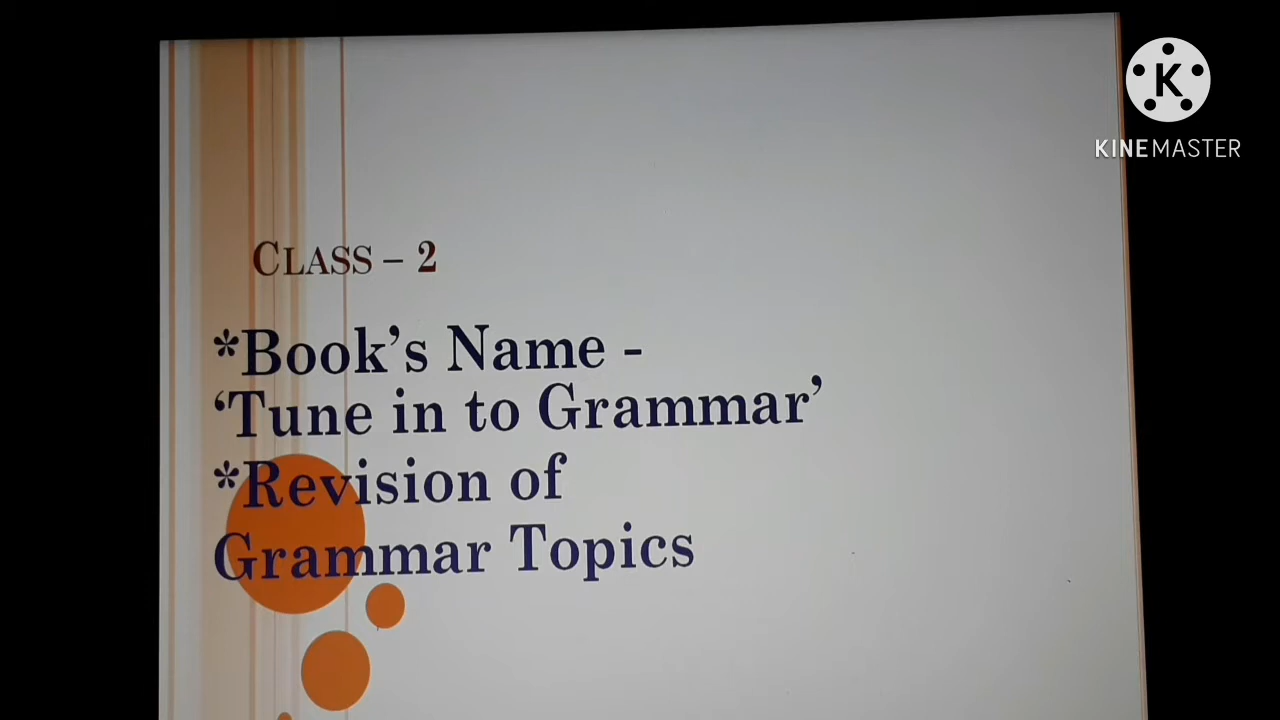 K
KINEMASTER
CLASS – 2
*Book’s Name -
‘Tune in to Grammar’
*Revision of
Grammar Topics